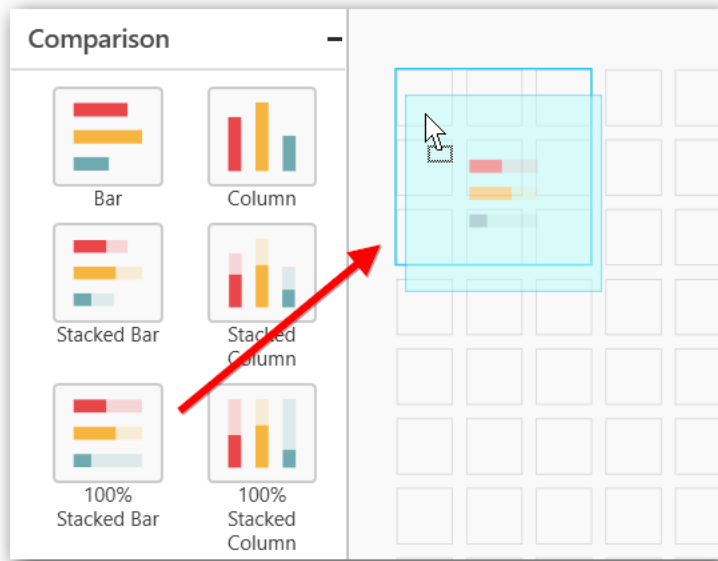 Comparison
Bar
Column
Stacked Bar
Stacked
Column
100%
Stacked Bar
100%
Stacked
Column